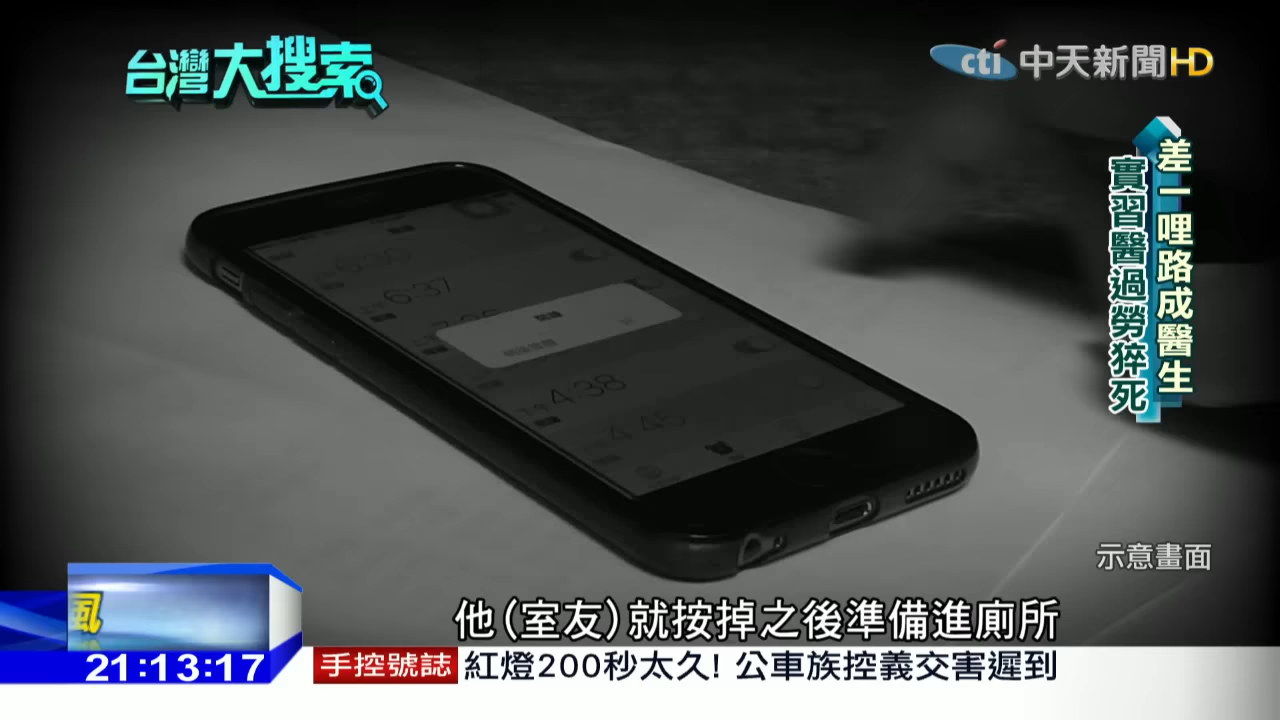 台灣大搜索
cti 中天新聞HD
差一哩路成醫生
實習醫過勞猝死
6:37
4:38
4:45
示意畫面
他(室友)就按掉之後準備進廁所
風
21:13:17
手控號誌 紅燈200秒太久! 公車族控義交害遲到